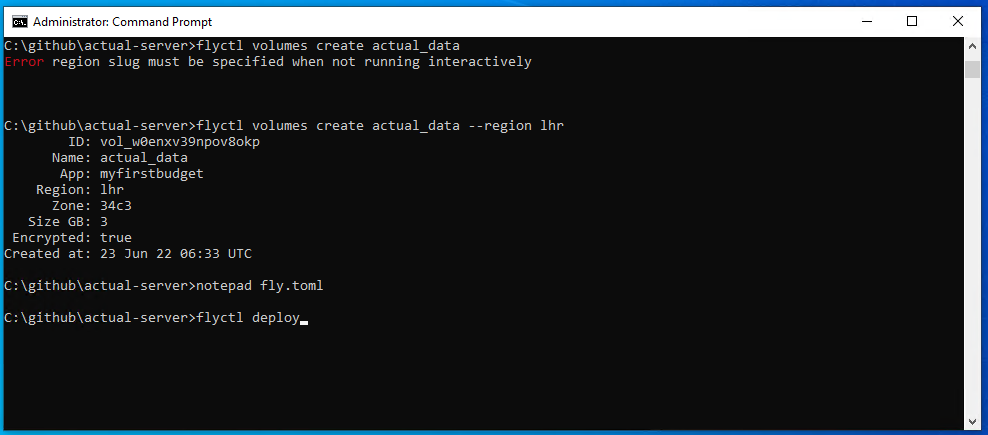 Administrator: Command Prompt
C:\github\actual-server>flyctl volumes create actual_data
Error region slug must be specified when not running interactively
C:\github\actual-server>flyctl volumes create actual_data --region lhr
ID: vol_w0enxv39npov8okp
Name: actual_data
App: myfirstbudget
Region: lhr
Zone: 34c3
Size GB: 3
Encrypted: true
Created at: 23 Jun 22 06:33 UTC
C:\github\actual-server>notepad fly.toml
C:\github\actual-server>flyctl deploy